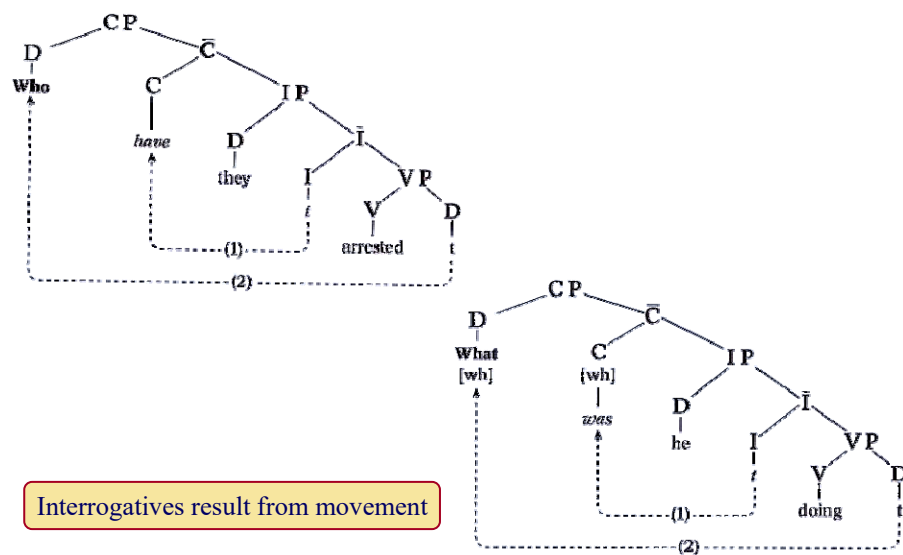 CP
D C̄
Who C IP
have D Ī
they I VP
t V D
(1) arrested t
(2)
CP
D C̄
What C IP
[wh] [wh] D Ī
was he I VP
t V D
(1) doing t
(2)
Interrogatives result from movement